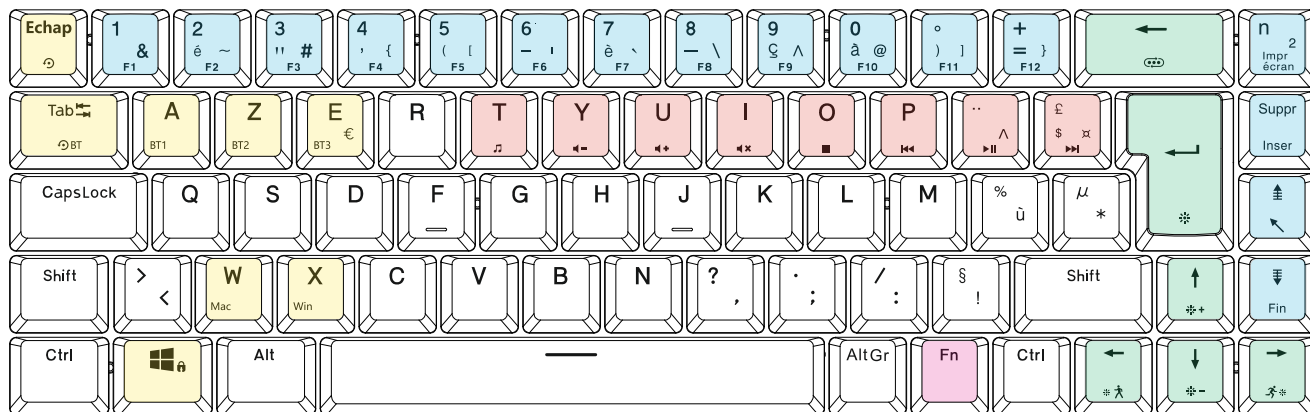 Echap 1 & F1 2 é ~ F2 3 " # F3 4 ' { F4 5 ( [ F5 6 – ı F6 7 è ` F7 8 – \ F8 9 Ç ʌ F9 0 à @ F10 ° ) ] F11 + = } F12 n 2 Impr écran
Tab BT A BT1 Z BT2 E € BT3 R T Y U I O P ¨ ʌ £ $ ¤ Suppr Inser
CapsLock Q S D F G H J K L M % ù µ *
Shift > < W Mac X Win C V B N ? , . ; / : § ! Shift + Fin
Ctrl Alt AltGr Fn Ctrl –